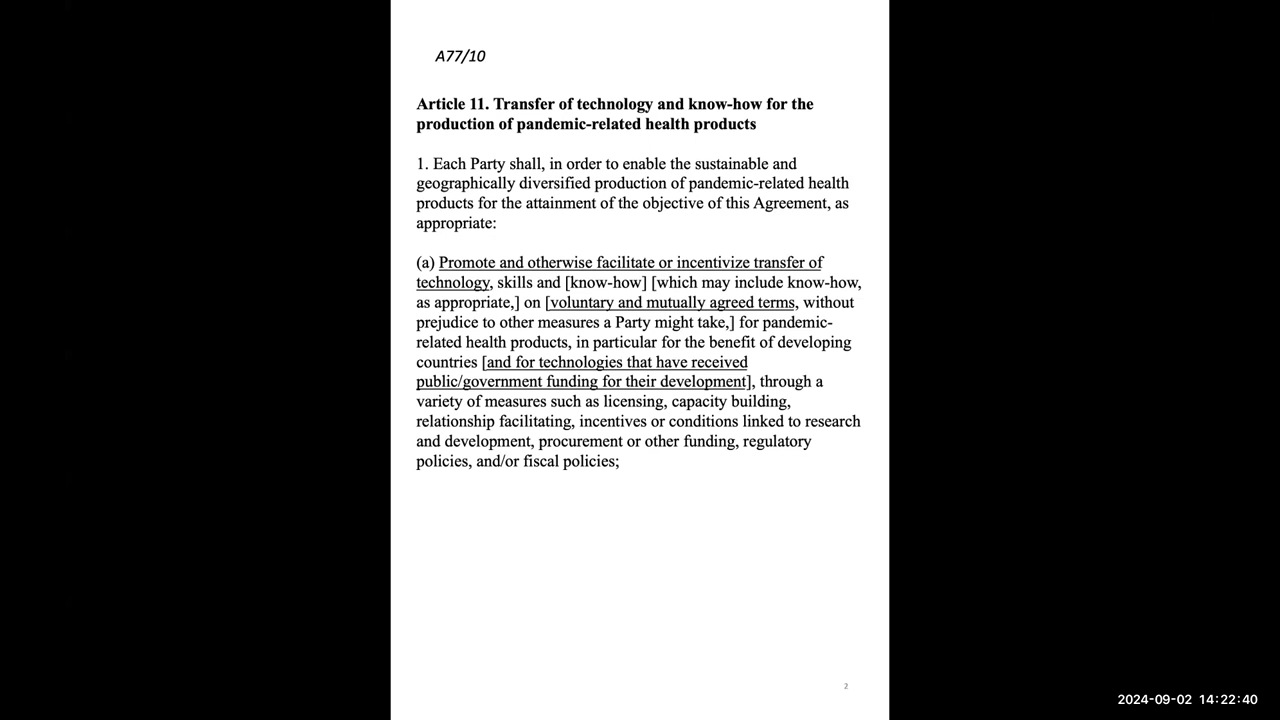 A77/10
Article 11. Transfer of technology and know-how for the
production of pandemic-related health products
1. Each Party shall, in order to enable the sustainable and
geographically diversified production of pandemic-related health
products for the attainment of the objective of this Agreement, as
appropriate:
(a) Promote and otherwise facilitate or incentivize transfer of
technology, skills and [know-how] [which may include know-how,
as appropriate,] on [voluntary and mutually agreed terms, without
prejudice to other measures a Party might take,] for pandemic-
related health products, in particular for the benefit of developing
countries [and for technologies that have received
public/government funding for their development], through a
variety of measures such as licensing, capacity building,
relationship facilitating, incentives or conditions linked to research
and development, procurement or other funding, regulatory
policies, and/or fiscal policies;
2
2024-09-02 14:22:40